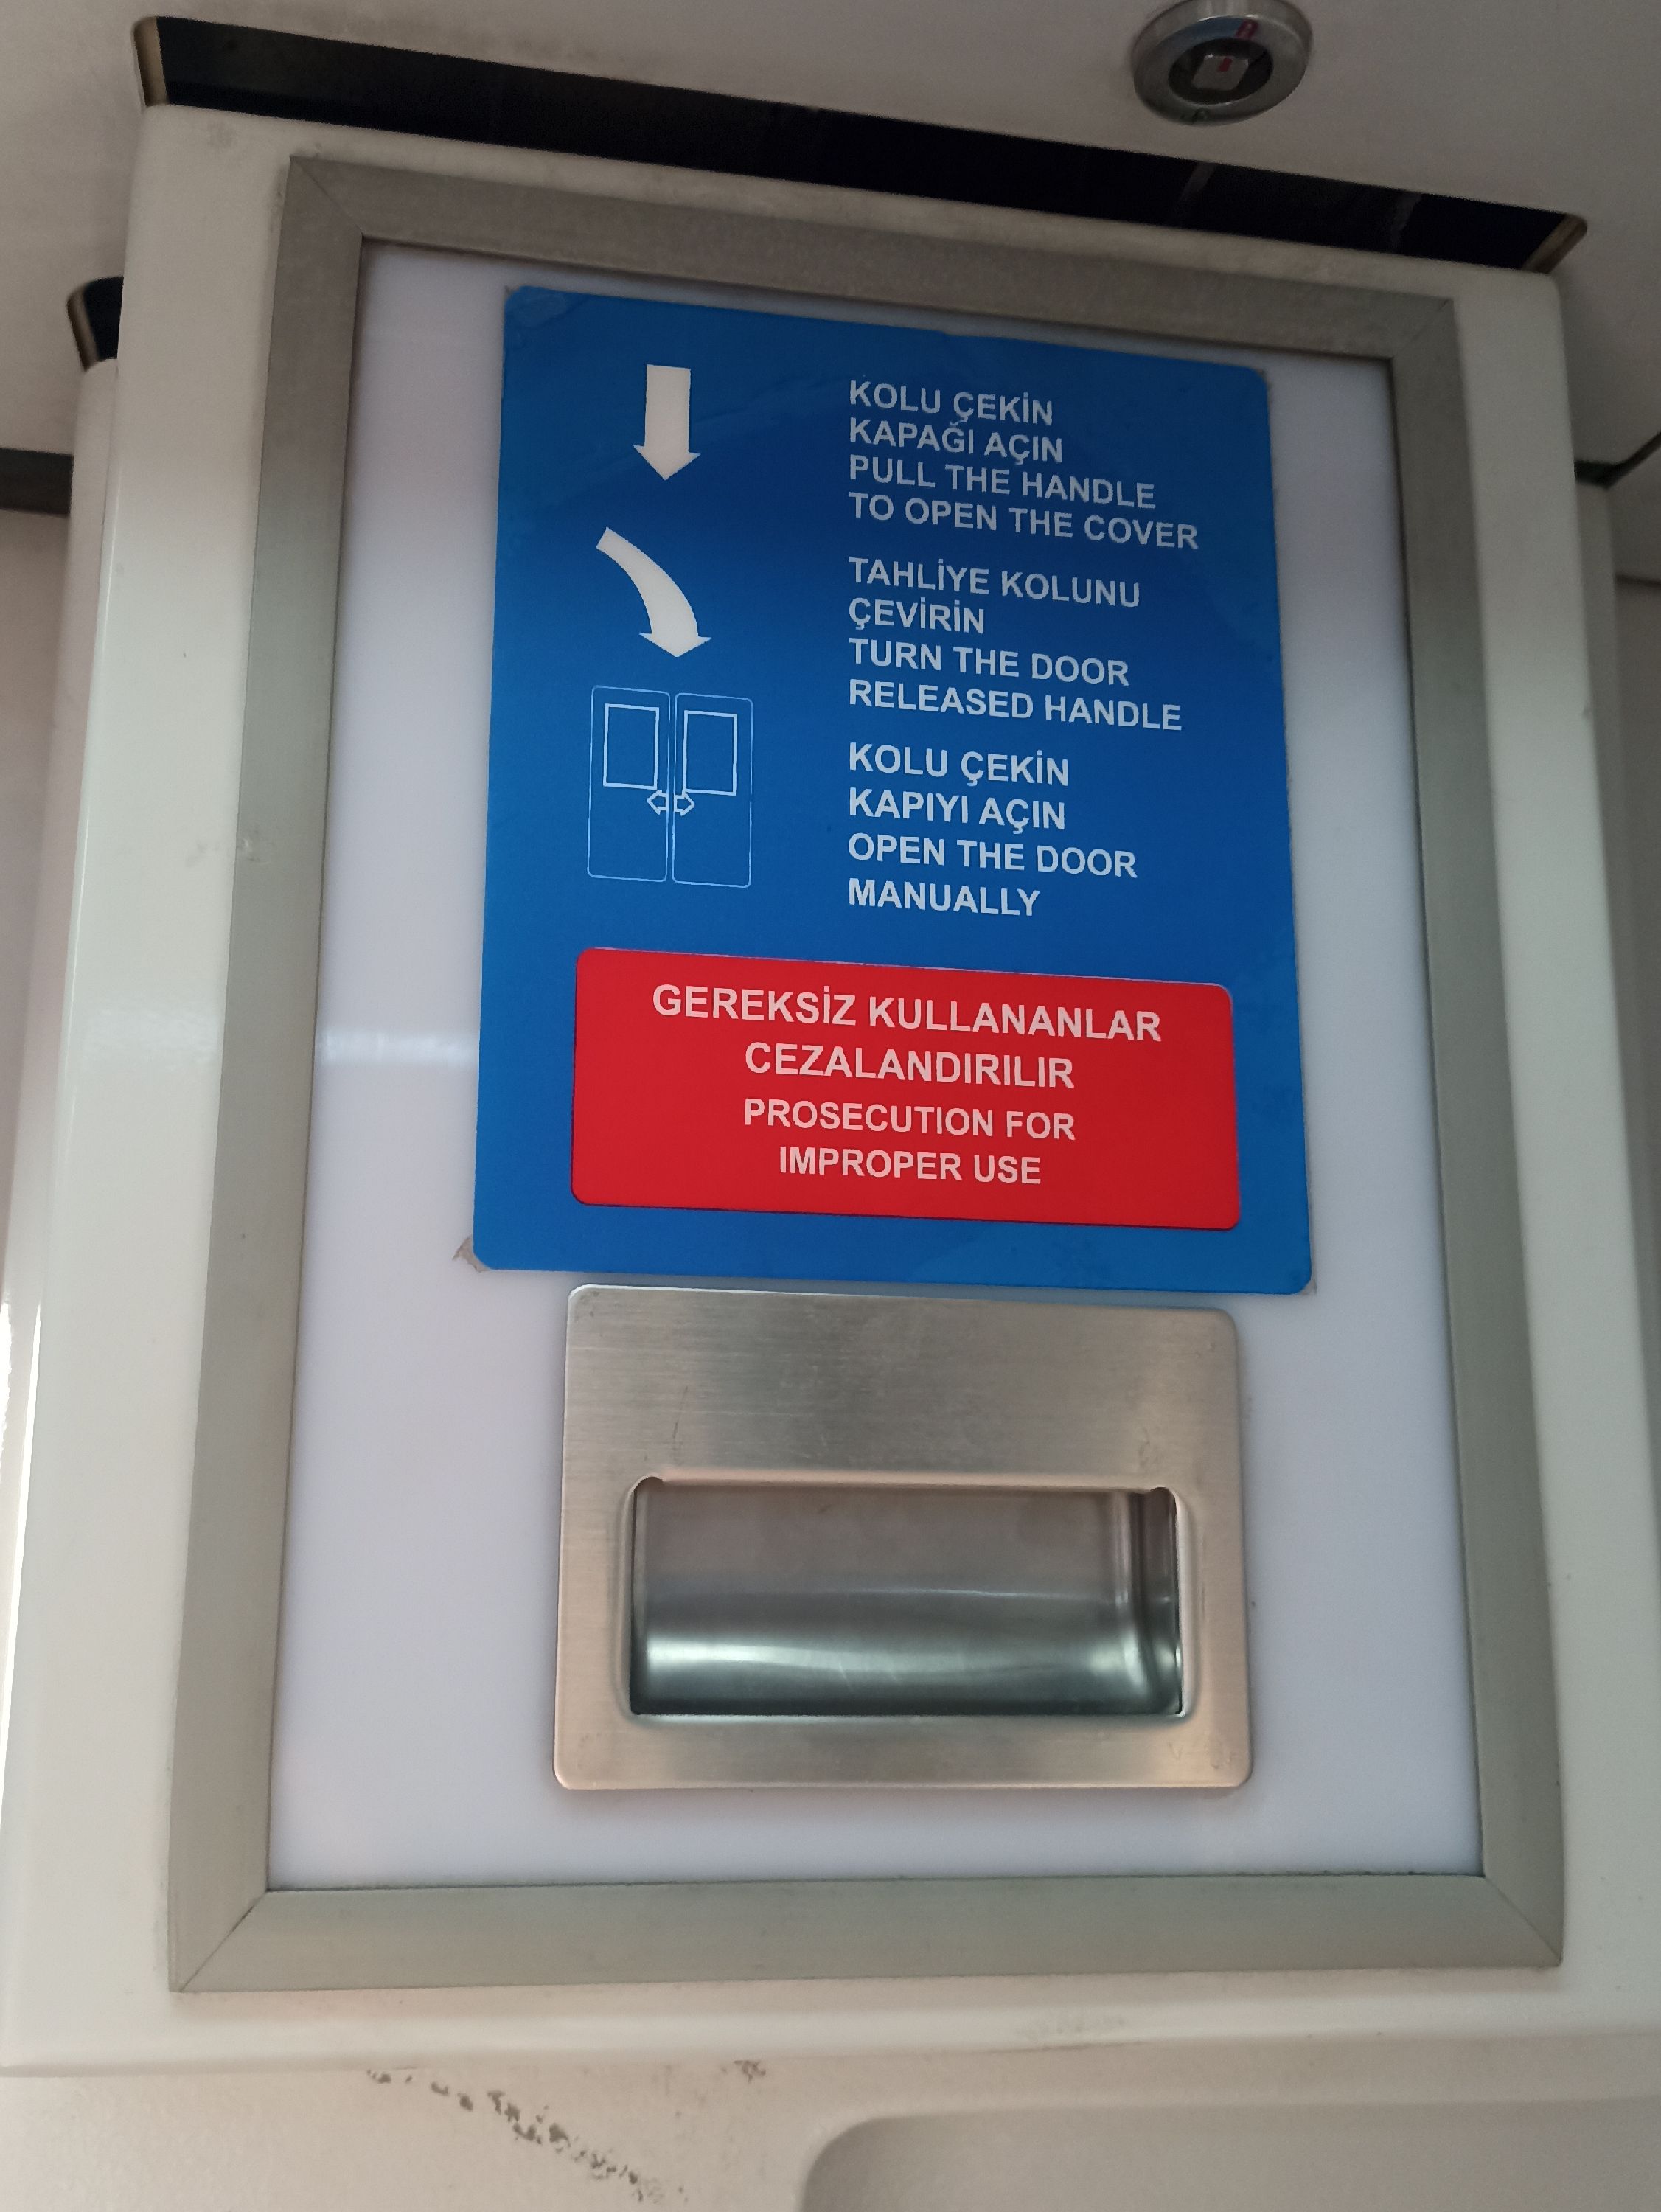 KOLU ÇEKİN
KAPAĞI AÇIN
PULL THE HANDLE
TO OPEN THE COVER
TAHLİYE KOLUNU
ÇEVİRİN
TURN THE DOOR
RELEASED HANDLE
KOLU ÇEKİN
KAPIYI AÇIN
OPEN THE DOOR
MANUALLY
GEREKSİZ KULLANANLAR
CEZALANDIRILIR
PROSECUTION FOR
IMPROPER USE